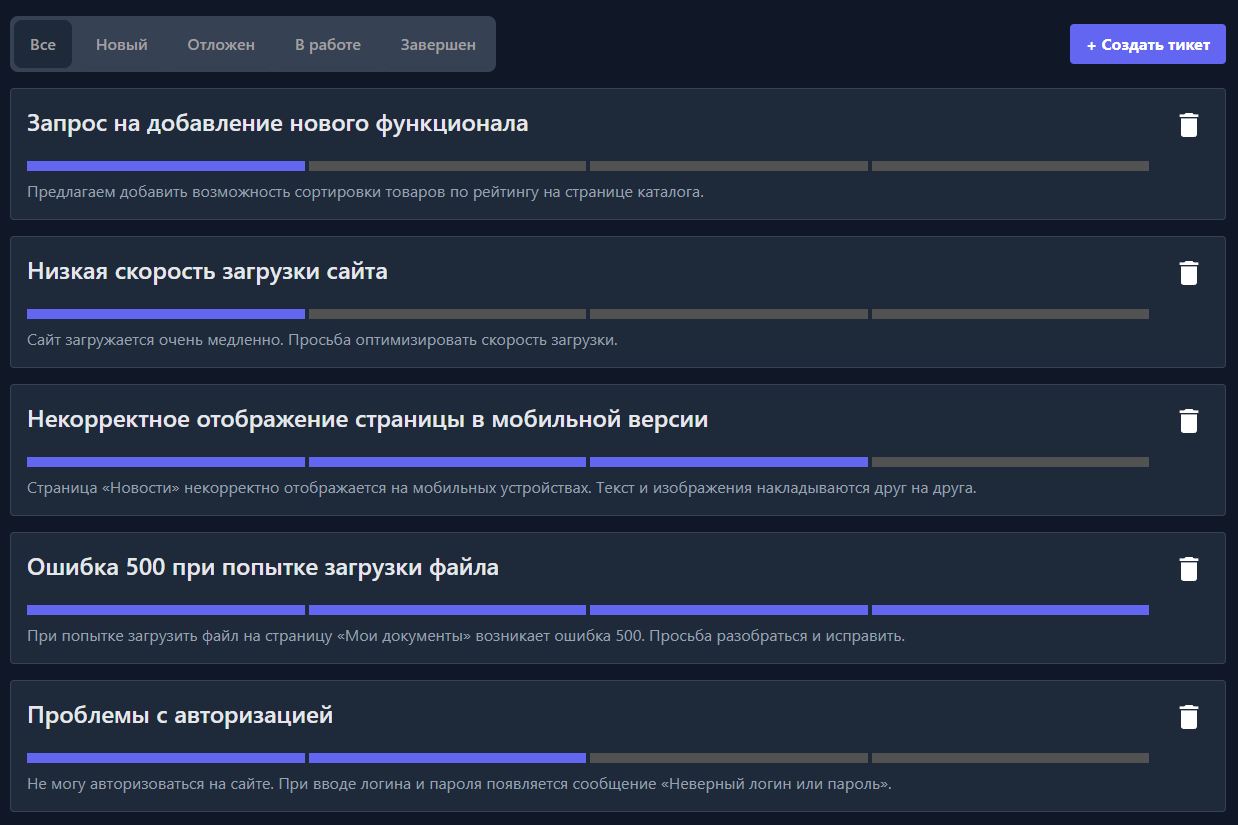 Все
Новый
Отложен
В работе
Завершен
+ Создать тикет
Запрос на добавление нового функционала
Предлагаем добавить возможность сортировки товаров по рейтингу на странице каталога.
Низкая скорость загрузки сайта
Сайт загружается очень медленно. Просьба оптимизировать скорость загрузки.
Некорректное отображение страницы в мобильной версии
Страница «Новости» некорректно отображается на мобильных устройствах. Текст и изображения накладываются друг на друга.
Ошибка 500 при попытке загрузки файла
При попытке загрузить файл на страницу «Мои документы» возникает ошибка 500. Просьба разобраться и исправить.
Проблемы с авторизацией
Не могу авторизоваться на сайте. При вводе логина и пароля появляется сообщение «Неверный логин или пароль».